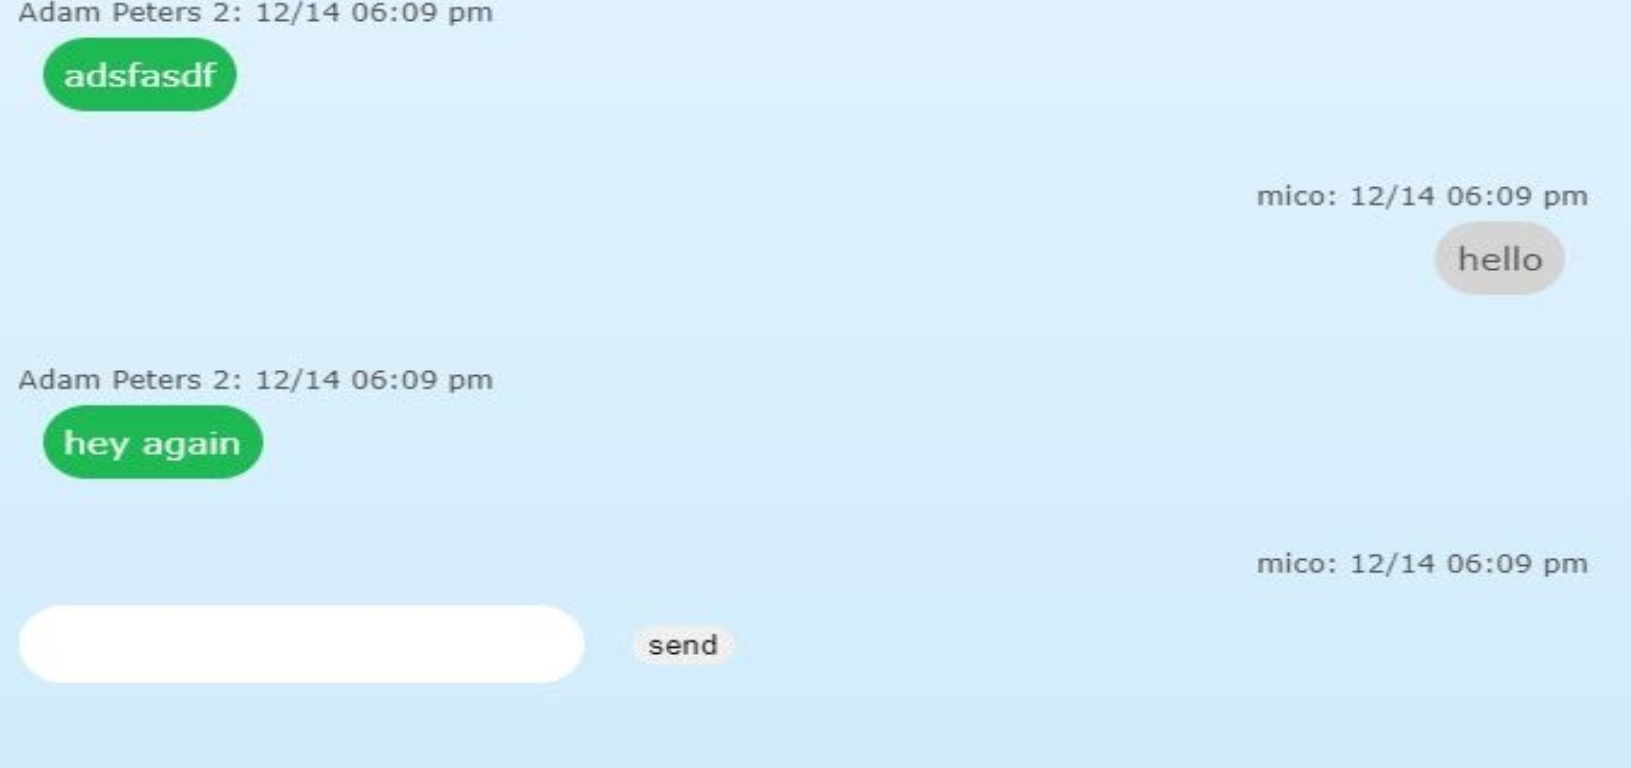 Adam Peters 2: 12/14 06:09 pm
adsfasdf
mico: 12/14 06:09 pm
hello
Adam Peters 2: 12/14 06:09 pm
hey again
mico: 12/14 06:09 pm
send